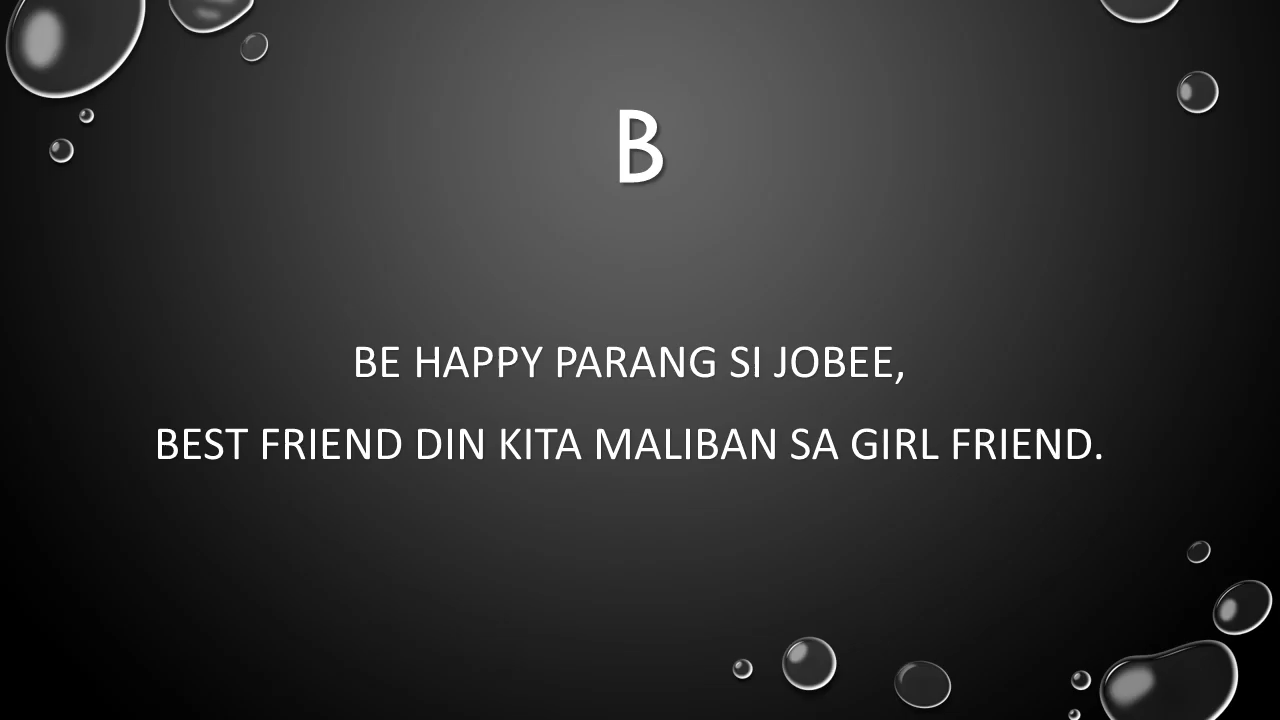 B
BE HAPPY PARANG SI JOBEE,
BEST FRIEND DIN KITA MALIBAN SA GIRL FRIEND.